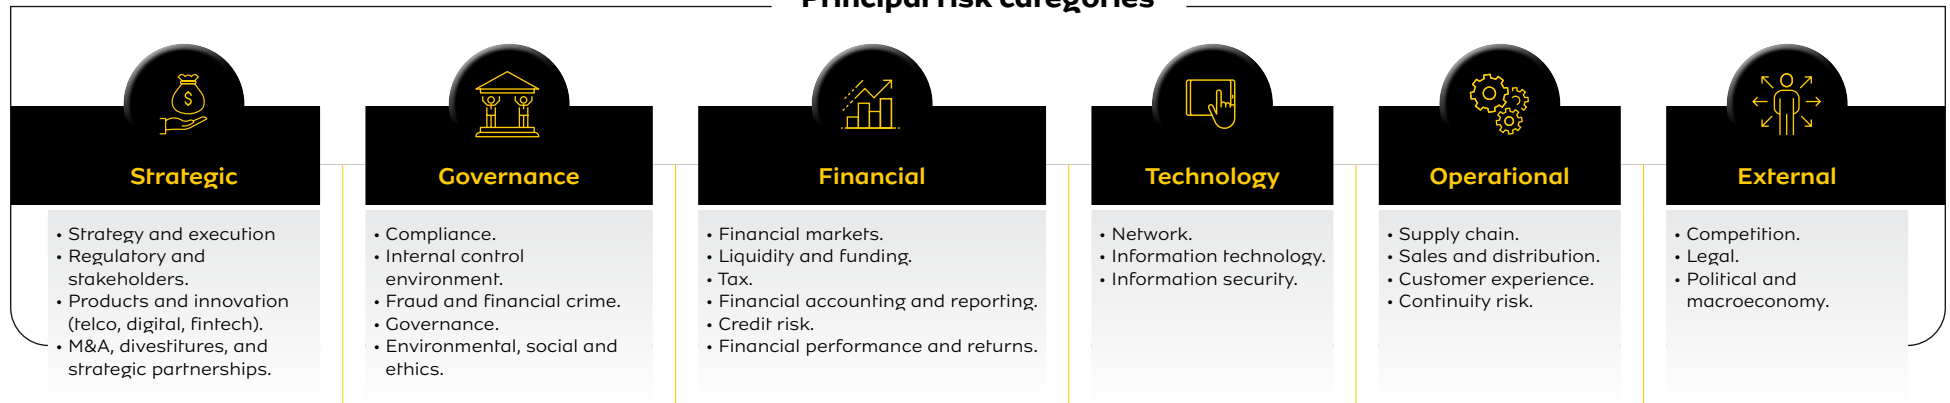 Principal risk categories
Strategic
• Strategy and execution
• Regulatory and
stakeholders.
• Products and innovation
(telco, digital, fintech).
• M&A, divestitures, and
strategic partnerships.
Governance
• Compliance.
• Internal control
environment.
• Fraud and financial crime.
• Governance.
• Environmental, social and
ethics.
Financial
• Financial markets.
• Liquidity and funding.
• Tax.
• Financial accounting and reporting.
• Credit risk.
• Financial performance and returns.
Technology
• Network.
• Information technology.
• Information security.
Operational
• Supply chain.
• Sales and distribution.
• Customer experience.
• Continuity risk.
External
• Competition.
• Legal.
• Political and
macroeconomy.